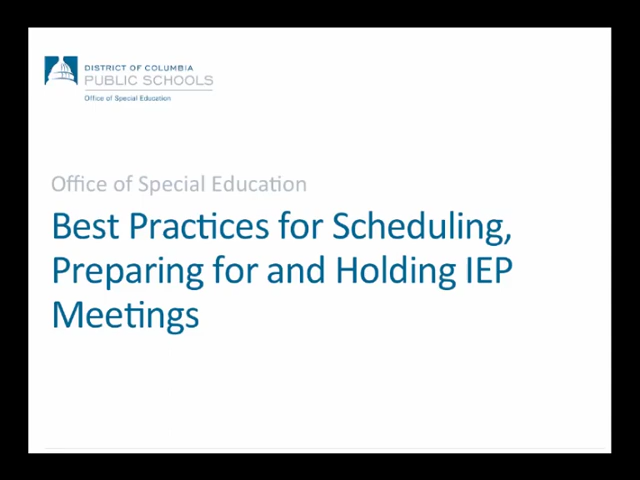 DISTRICT OF COLUMBIA
PUBLIC SCHOOLS
Office of Special Education
Office of Special Education
Best Practices for Scheduling,
Preparing for and Holding IEP
Meetings